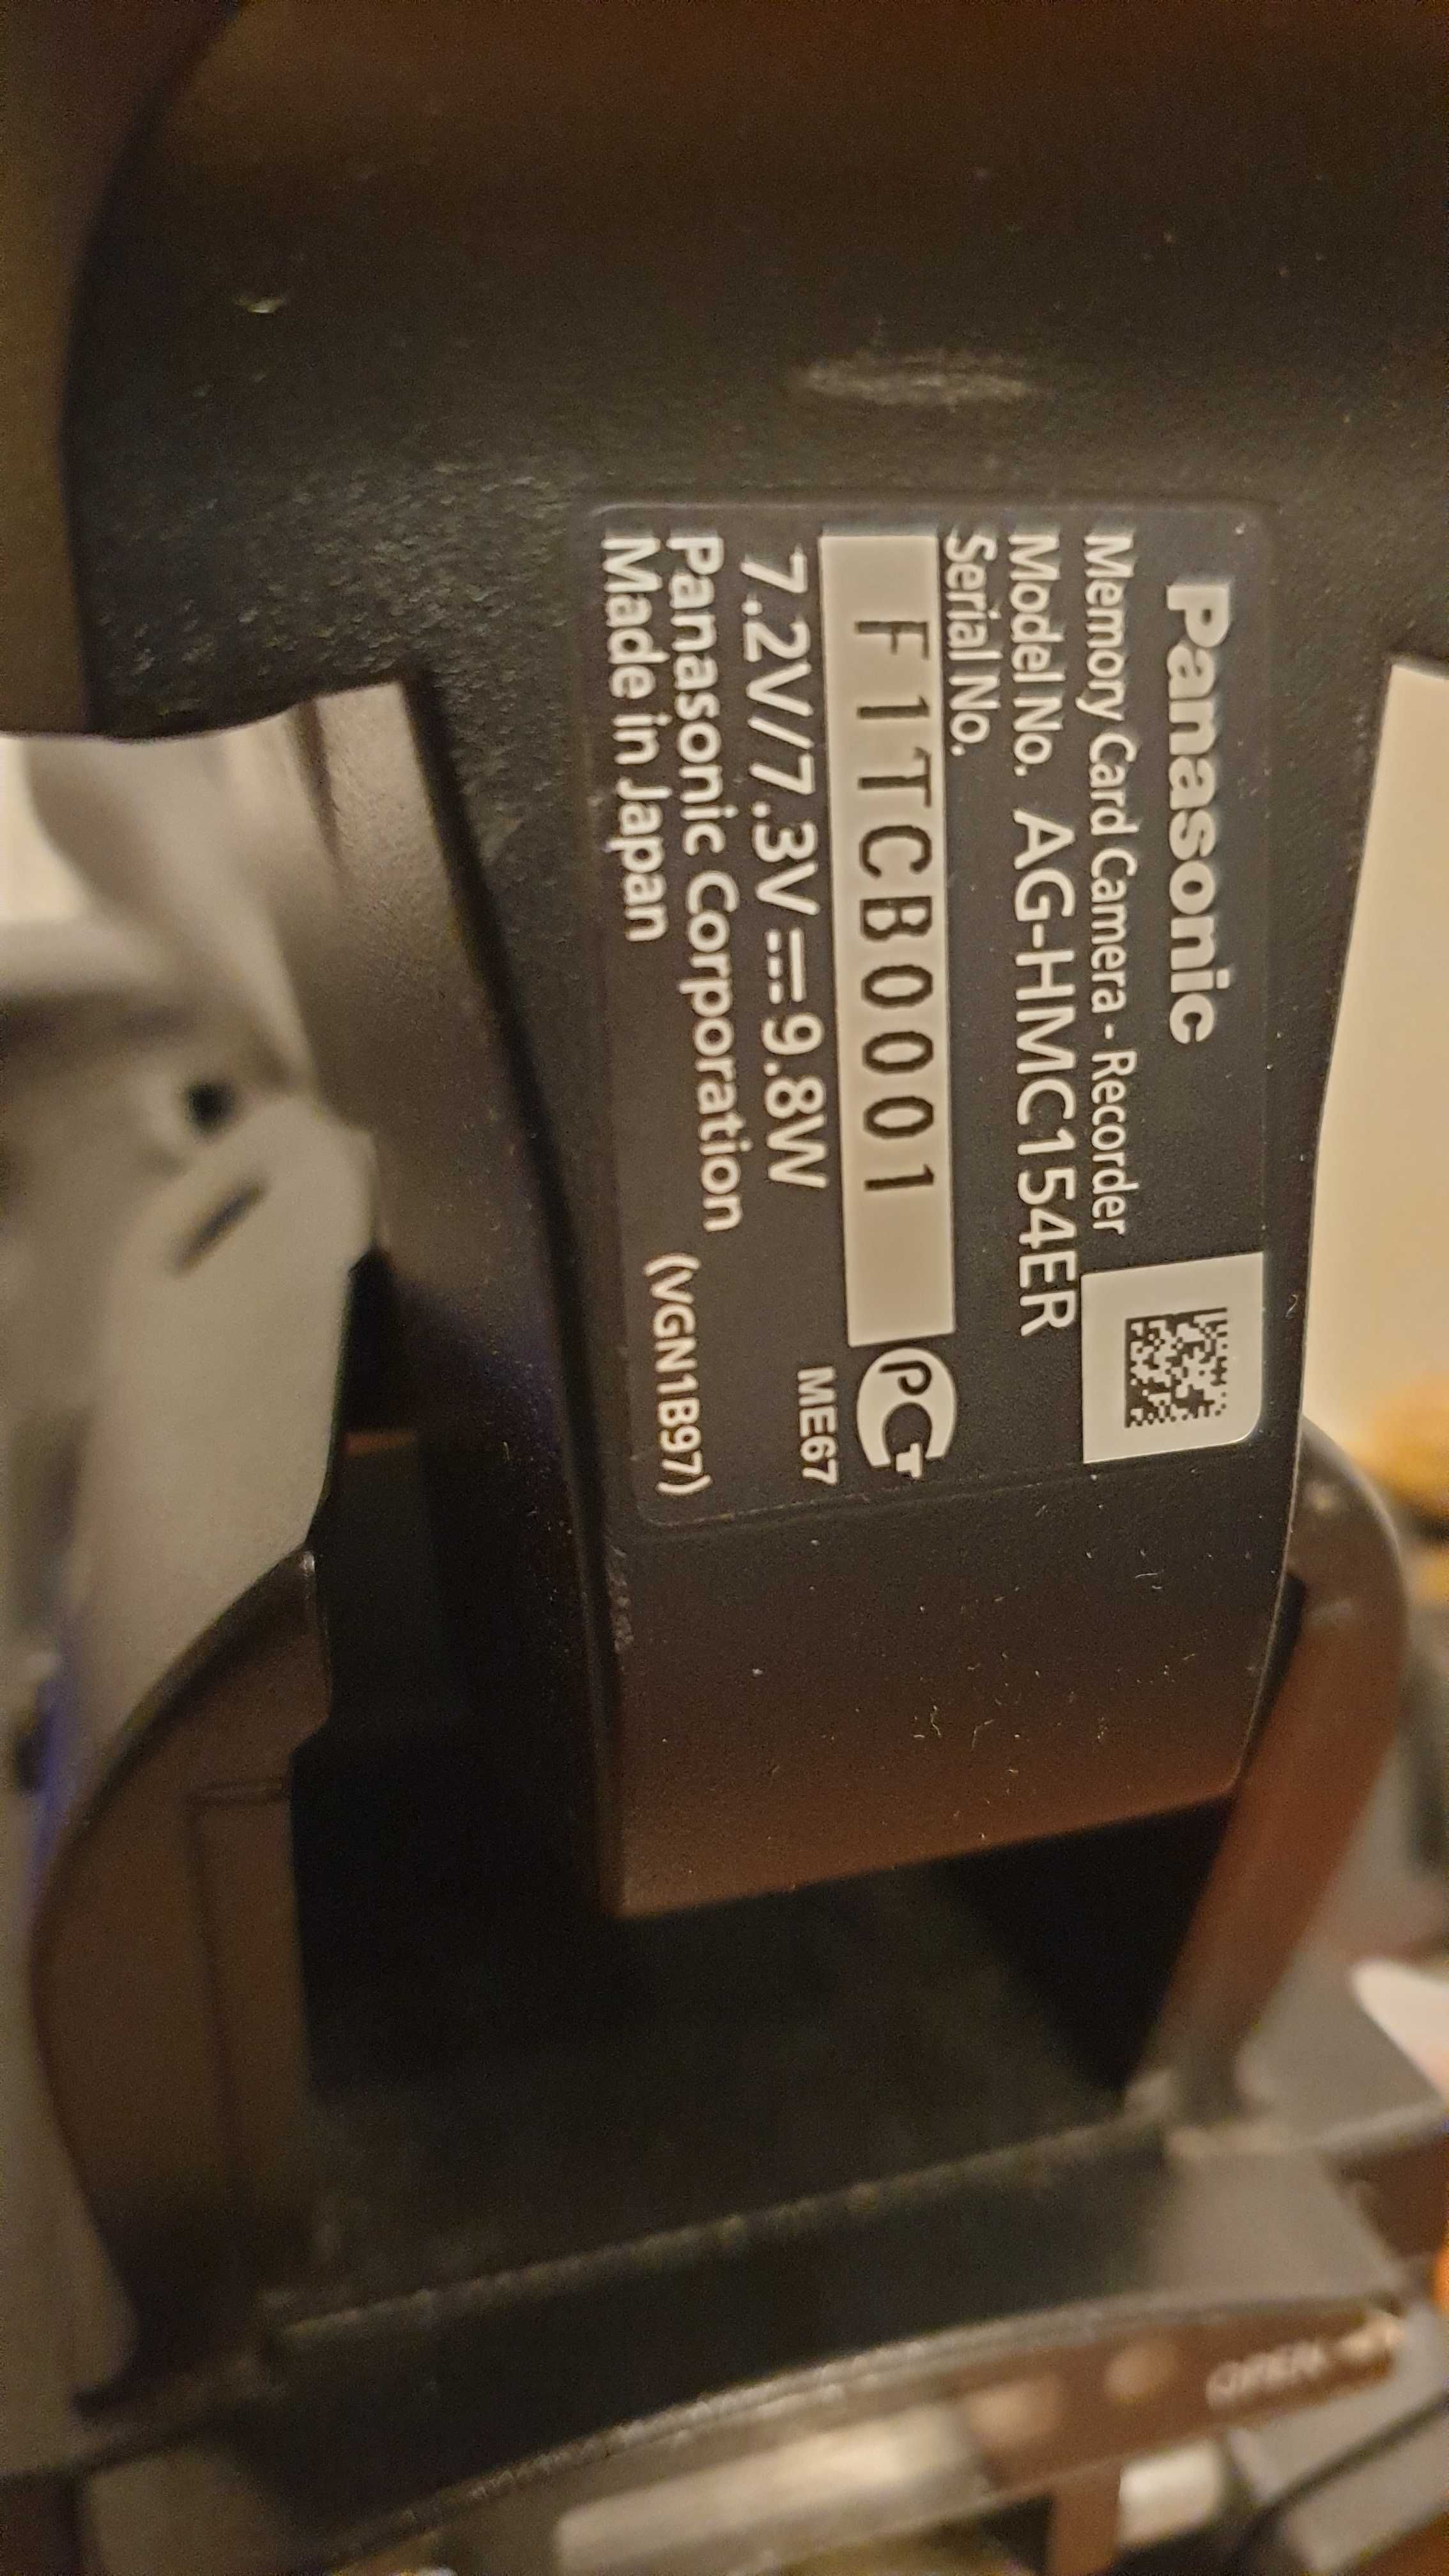 Panasonic
Memory Card Camera - Recorder
Model No. AG-HMC154ER
Serial No.
F1TCB0001
7.2V/7.3V ⎓ 9.8W
ME67
Panasonic Corporation
Made in Japan
(VGN1B97)
OPEN